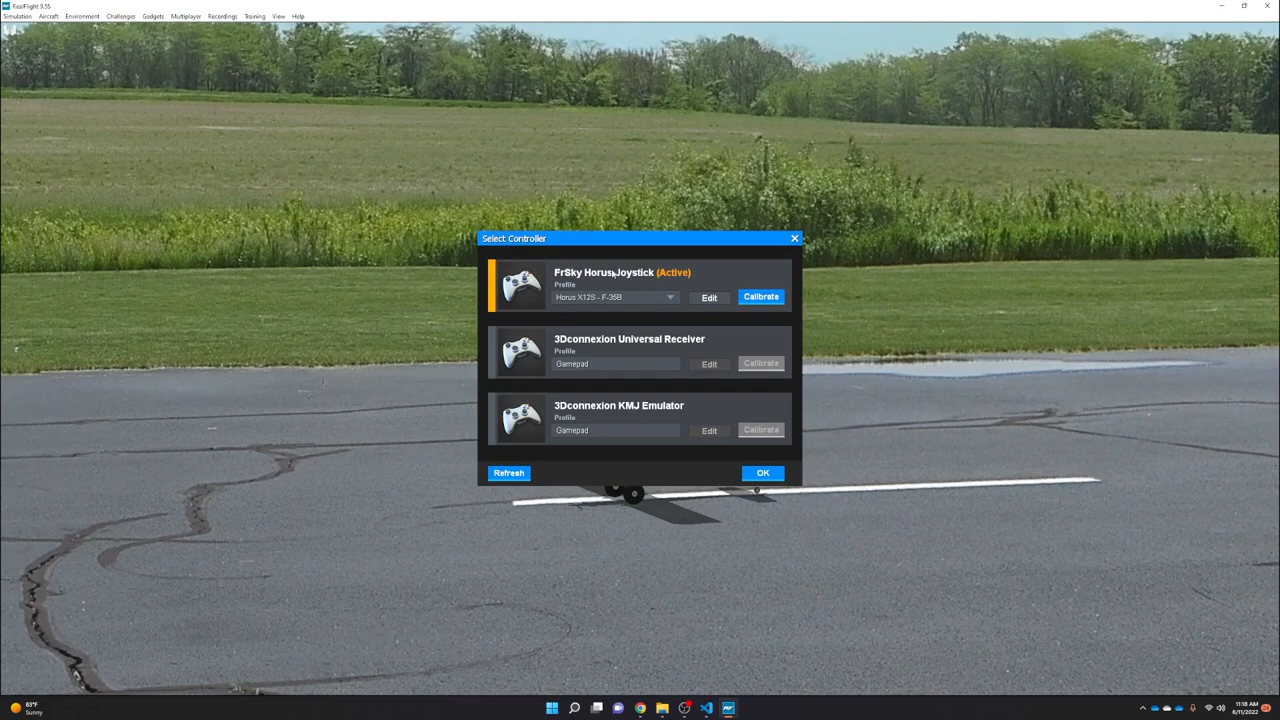 RealFlight 9.5S
Simulation Aircraft Environment Challenges Gadgets Multiplayer Recordings Training View Help
Select Controller
FrSky Horus Joystick (Active)
Profile
Horus X12S - F-35B Edit Calibrate
3Dconnexion Universal Receiver
Profile
Gamepad Edit Calibrate
3Dconnexion KMJ Emulator
Profile
Gamepad Edit Calibrate
Refresh OK
83°F
Sunny
11:18 AM
6/11/2022